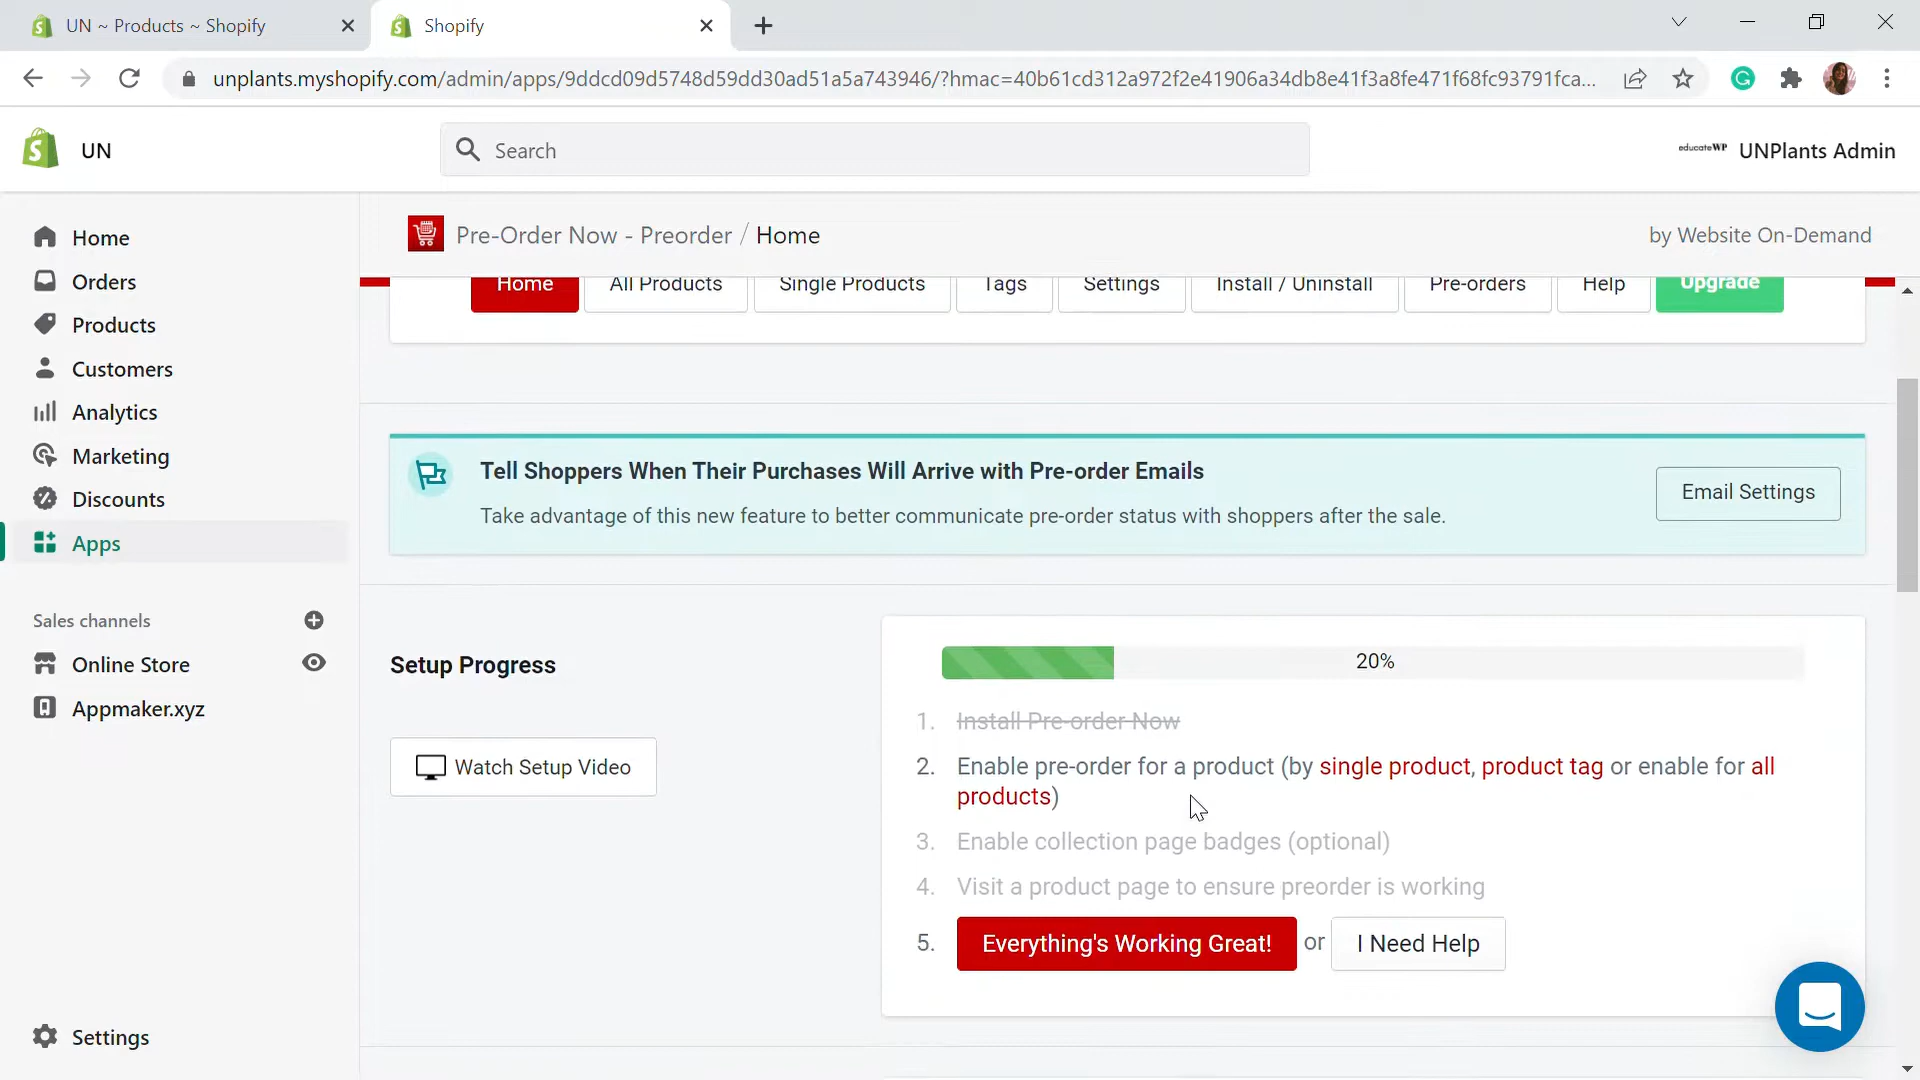 UN ~ Products ~ Shopify
Shopify
unplants.myshopify.com/admin/apps/9ddcd09d5748d59dd30ad51a5a743946/?hmac=40b61cd312a972f2e41906a34db8e41f3a8fe471f68fc93791fca...
UN
Search
educateWP
UNPlants Admin
Home
Orders
Products
Customers
Analytics
Marketing
Discounts
Apps
Sales channels
Online Store
Appmaker.xyz
Settings
Pre-Order Now - Preorder / Home
by Website On-Demand
Home
All Products
Single Products
Tags
Settings
Install / Uninstall
Pre-orders
Help
Upgrade
Tell Shoppers When Their Purchases Will Arrive with Pre-order Emails
Take advantage of this new feature to better communicate pre-order status with shoppers after the sale.
Email Settings
Setup Progress
Watch Setup Video
20%
1. Install Pre-order Now
2. Enable pre-order for a product (by single product, product tag or enable for all
products)
3. Enable collection page badges (optional)
4. Visit a product page to ensure preorder is working
5. Everything's Working Great! or I Need Help